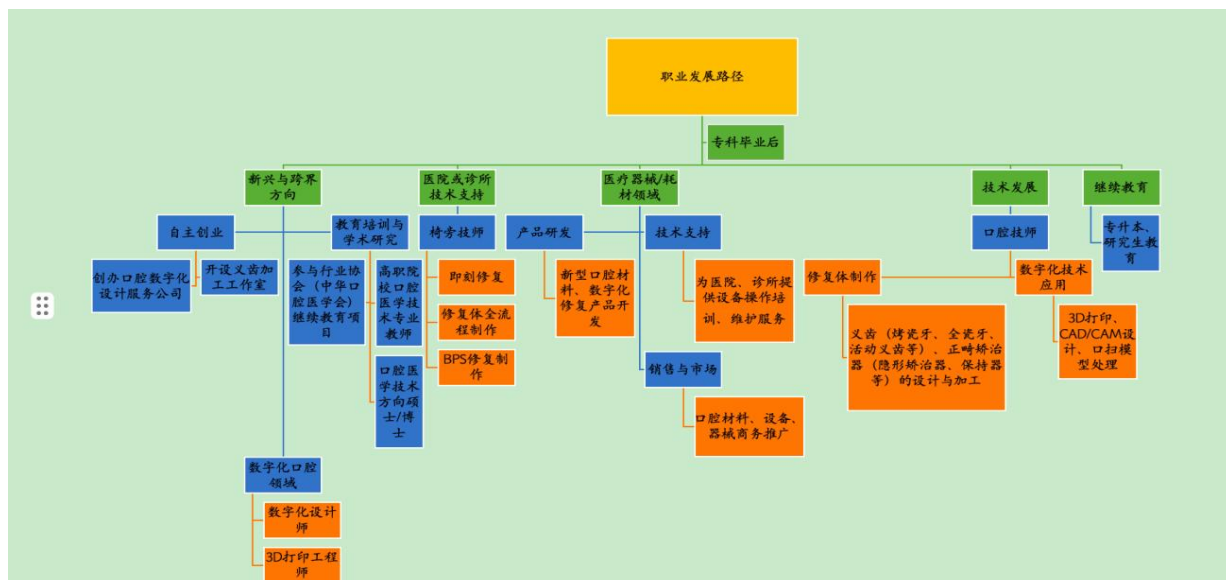 职业发展路径
专科毕业后
新兴与跨界
方向
医院或诊所
技术支持
医疗器械/耗
材领域
技术发展
继续教育
自主创业
教育培训与
学术研究
椅旁技师
产品研发
技术支持
口腔技师
专升本、
研究生教
育
创办口腔数字化
设计服务公司
开设义齿加
工工作室
参与行业协
会（中华口
腔医学会）
继续教育项
目
高职院
校口腔
医学技
术专业
教师
口腔医
学技术
方向硕
士/博
士
即刻修复
修复体全流
程制作
BPS修复制
作
新型口腔材
料、数字化
修复产品开
发
为医院、诊所提
供设备操作培
训、维护服务
销售与市场
口腔材料、设备、
器械商务推广
修复体制作
数字化技术
应用
义齿（烤瓷牙、全瓷牙、
活动义齿等）、正畸矫治
器（隐形矫治器、保持器
等）的设计与加工
3D打印、
CAD/CAM设
计、口扫模
型处理
数字化口腔
领域
数字化设计
师
3D打印工程
师